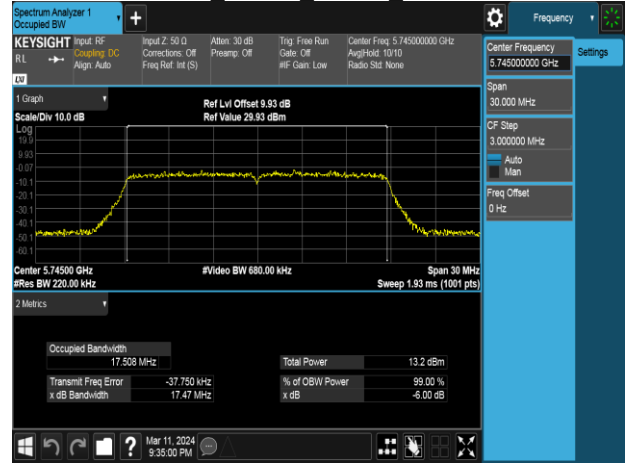 Spectrum Analyzer 1
Occupied BW
Frequency
KEYSIGHT
Input: RF
Coupling: DC
Align: Auto
Input Z: 50 Ω
Corrections: Off
Freq Ref: Int (S)
Atten: 30 dB
Preamp: Off
Trig: Free Run
Gate: Off
#IF Gain: Low
Center Freq: 5.745000000 GHz
Avg|Hold: 10/10
Radio Std: None
RL
LXI
Center Frequency
5.745000000 GHz
Settings
Span
30.000 MHz
CF Step
3.000000 MHz
Auto
Man
Freq Offset
0 Hz
1 Graph
Scale/Div 10.0 dB
Ref Lvl Offset 9.93 dB
Ref Value 29.93 dBm
Log
19.9
9.93
-0.07
-10.1
-20.1
-30.1
-40.1
-50.1
-60.1
Center 5.74500 GHz
#Res BW 220.00 kHz
#Video BW 680.00 kHz
Span 30 MHz
Sweep 1.93 ms (1001 pts)
2 Metrics
Occupied Bandwidth
17.508 MHz
Total Power 13.2 dBm
Transmit Freq Error -37.750 kHz
% of OBW Power 99.00 %
x dB Bandwidth 17.47 MHz
x dB -6.00 dB
?
Mar 11, 2024
9:35:00 PM